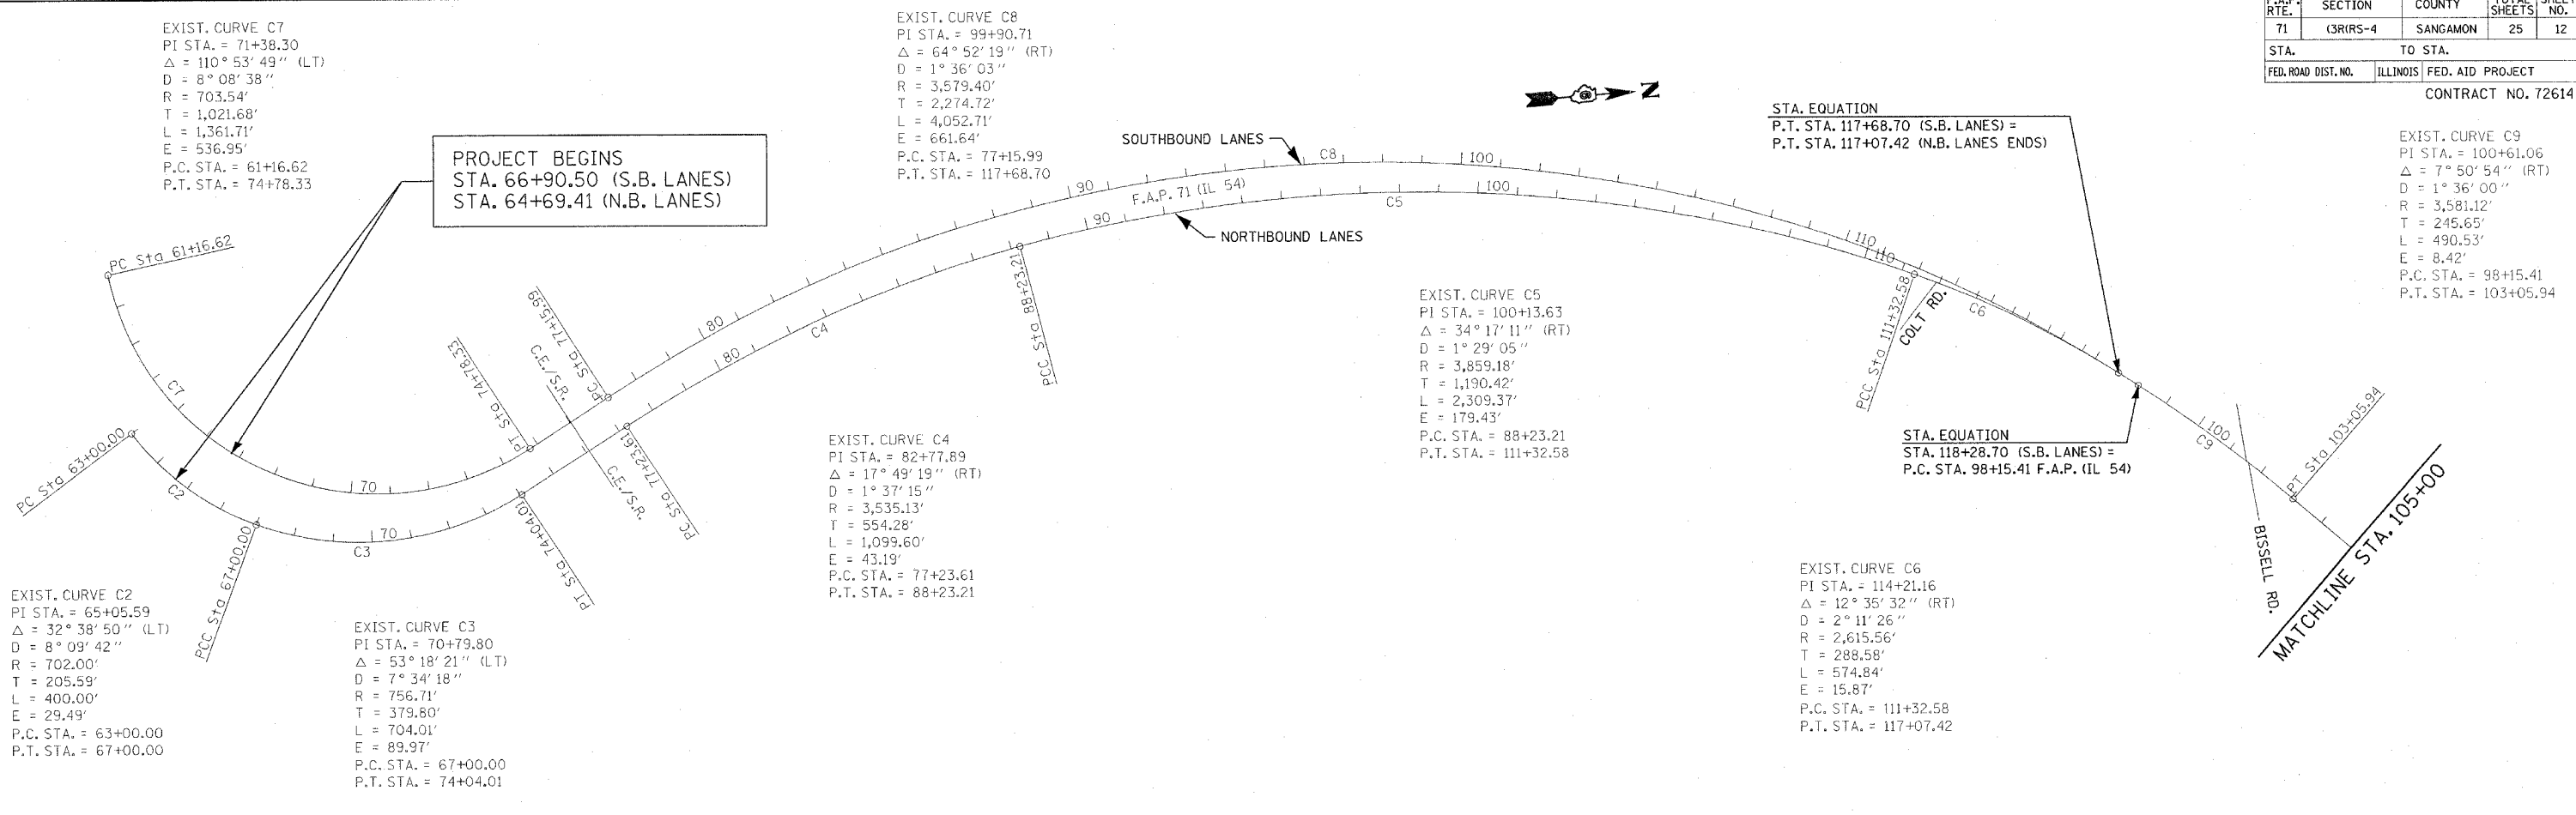 F.A.P. RTE. SECTION COUNTY TOTAL SHEETS SHEET NO.
71 (3R(RS-4 SANGAMON 25 12
STA. TO STA.
FED. ROAD DIST. NO. ILLINOIS FED. AID PROJECT
CONTRACT NO. 72614
EXIST. CURVE C7
PI STA. = 71+38.30
Δ = 110° 53' 49" (LT)
D = 8° 08' 38"
R = 703.54'
T = 1,021.68'
L = 1,361.71'
E = 536.95'
P.C. STA. = 61+16.62
P.T. STA. = 74+78.33
PROJECT BEGINS
STA. 66+90.50 (S.B. LANES)
STA. 64+69.41 (N.B. LANES)
EXIST. CURVE C8
PI STA. = 99+90.71
Δ = 64° 52' 19" (RT)
D = 1° 36' 03"
R = 3,579.40'
T = 2,274.72'
L = 4,052.71'
E = 661.64'
P.C. STA. = 77+15.99
P.T. STA. = 117+68.70
SOUTHBOUND LANES
N
STA. EQUATION
P.T. STA. 117+68.70 (S.B. LANES) =
P.T. STA. 117+07.42 (N.B. LANES ENDS)
EXIST. CURVE C9
PI STA. = 100+61.06
Δ = 7° 50' 54" (RT)
D = 1° 36' 00"
R = 3,581.12'
T = 245.65'
L = 490.53'
E = 8.42'
P.C. STA. = 98+15.41
P.T. STA. = 103+05.94
PC Sta 61+16.62
C7
70
PT Sta 74+78.33
PC Sta 77+15.99
C.E./S.R.
80
90
C8
100
110
F.A.P. 71 (IL 54)
NORTHBOUND LANES
PC Sta 63+00.00
C2
PCC Sta 67+00.00
C3
70
PT Sta 74+04.01
C.E./S.R.
PC Sta 77+23.61
80
C4
PCC Sta 88+23.21
90
C5
100
110
PCC Sta 111+32.58
COLT RD.
C6
EXIST. CURVE C5
PI STA. = 100+13.63
Δ = 34° 17' 11" (RT)
D = 1° 29' 05"
R = 3,859.18'
T = 1,190.42'
L = 2,309.37'
E = 179.43'
P.C. STA. = 88+23.21
P.T. STA. = 111+32.58
STA. EQUATION
STA. 118+28.70 (S.B. LANES) =
P.C. STA. 98+15.41 F.A.P. (IL 54)
100
C9
PT Sta 103+05.94
BISSELL RD.
MATCHLINE STA. 105+00
EXIST. CURVE C4
PI STA. = 82+77.89
Δ = 17° 49' 19" (RT)
D = 1° 37' 15"
R = 3,535.13'
T = 554.28'
L = 1,099.60'
E = 43.19'
P.C. STA. = 77+23.61
P.T. STA. = 88+23.21
EXIST. CURVE C6
PI STA. = 114+21.16
Δ = 12° 35' 32" (RT)
D = 2° 11' 26"
R = 2,615.56'
T = 288.58'
L = 574.84'
E = 15.87'
P.C. STA. = 111+32.58
P.T. STA. = 117+07.42
EXIST. CURVE C2
PI STA. = 65+05.59
Δ = 32° 38' 50" (LT)
D = 8° 09' 42"
R = 702.00'
T = 205.59'
L = 400.00'
E = 29.49'
P.C. STA. = 63+00.00
P.T. STA. = 67+00.00
EXIST. CURVE C3
PI STA. = 70+79.80
Δ = 53° 18' 21" (LT)
D = 7° 34' 18"
R = 756.71'
T = 379.80'
L = 704.01'
E = 89.97'
P.C. STA. = 67+00.00
P.T. STA. = 74+04.01